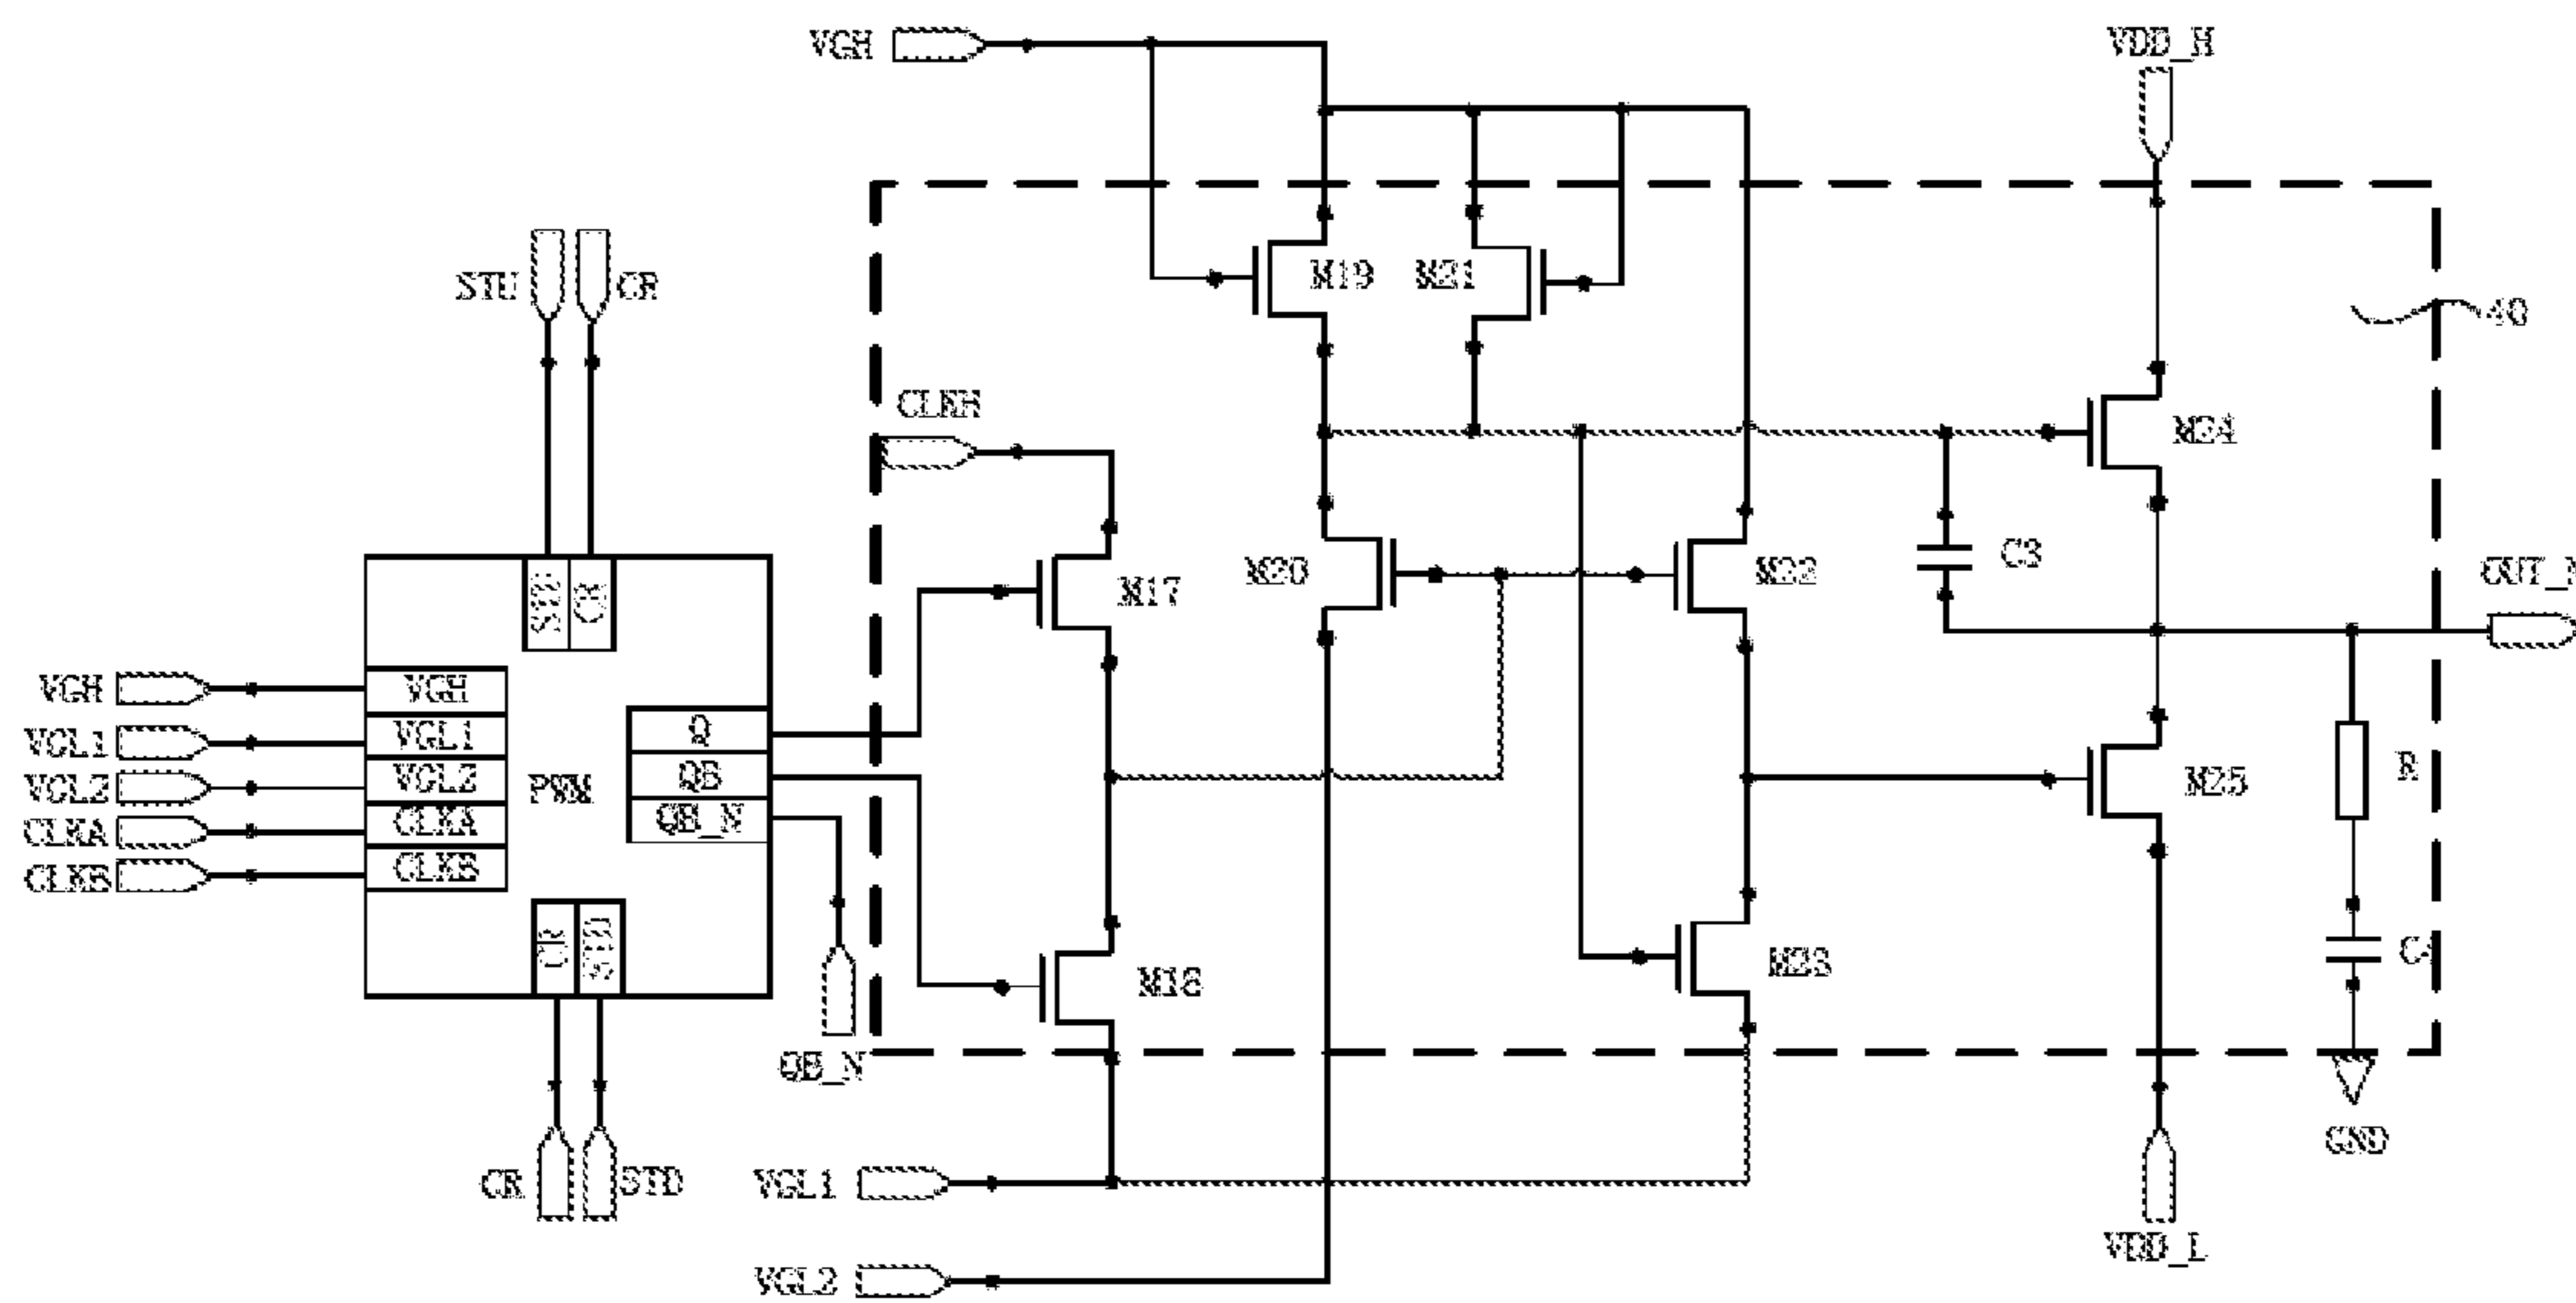 VGH
VDD_H
STU
CR
M19
M21
40
CLKH
M24
STU
CR
M17
M20
M22
C3
VGH
VGH
VGL1
VGL1
VGL2
VGL2
CLKA
CLKA
CLKB
CLKB
PWM
Q
QB
QB_N
M25
R
CR
STD
M18
M23
QB_N
GND
CR
STD
VGL1
VGL2
VDD_L